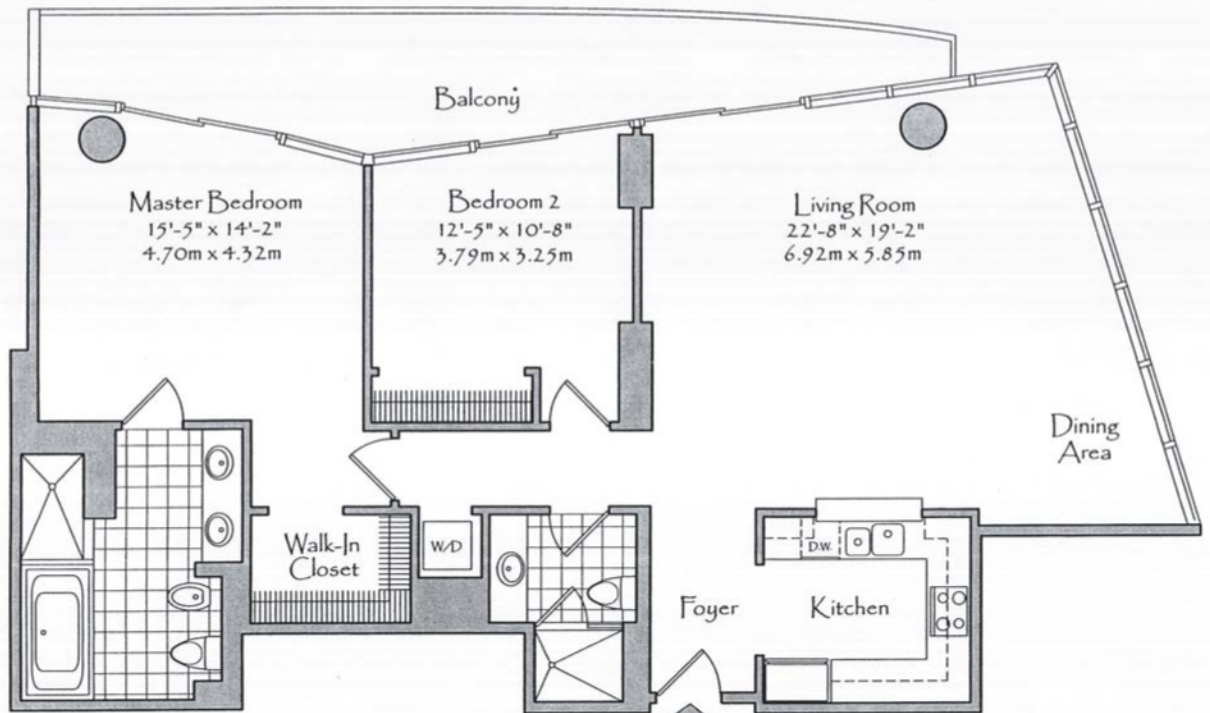 Balcony
Master Bedroom
15'-5" x 14'-2"
4.70m x 4.32m
Bedroom 2
12'-5" x 10'-8"
3.79m x 3.25m
Living Room
22'-8" x 19'-2"
6.92m x 5.85m
Dining
Area
Walk-In
Closet
W/D
D.W.
Foyer
Kitchen